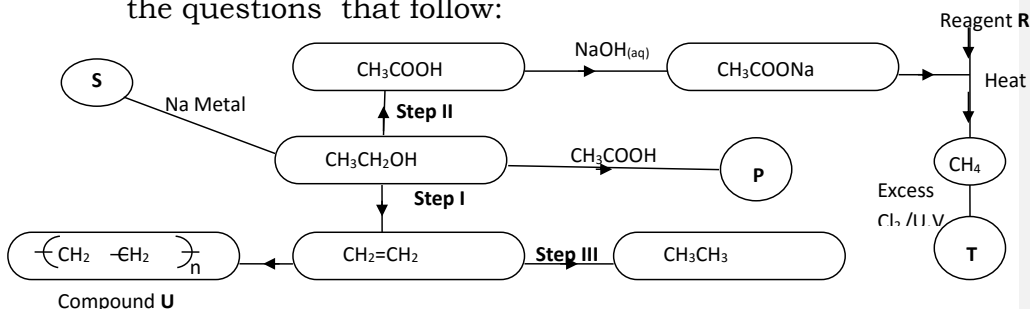 the questions that follow:
Reagent R
NaOH(aq)
CH₃COOH
CH₃COONa
S
Heat
Na Metal
Step II
CH₃CH₂OH
CH₃COOH
P
CH₄
Step I
Excess
Cl₂ /U.V
CH₂ CH₂ n
CH₂=CH₂
Step III
CH₃CH₃
T
Compound U